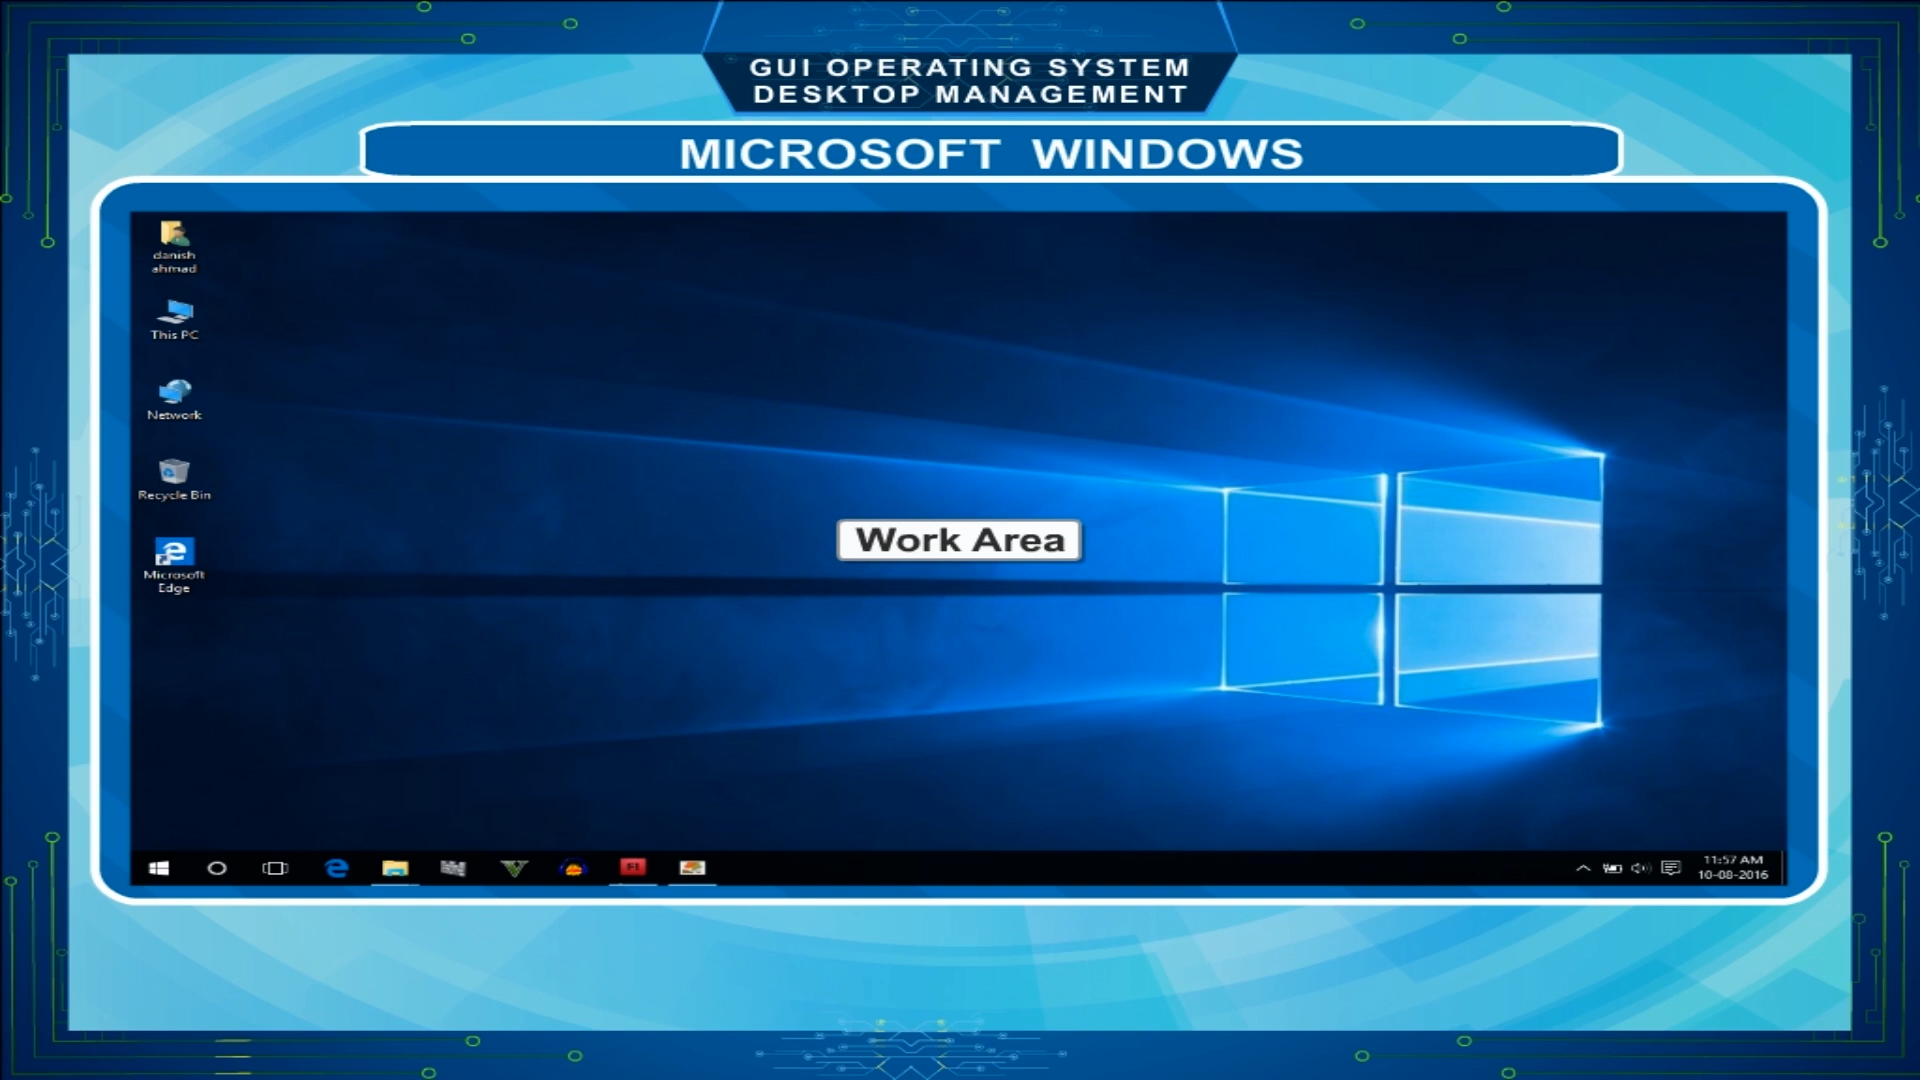 GUI OPERATING SYSTEM
DESKTOP MANAGEMENT
MICROSOFT WINDOWS
danish
ahmad
This PC
Network
Recycle Bin
Microsoft
Edge
Work Area
Fl
11:57 AM
10-08-2016